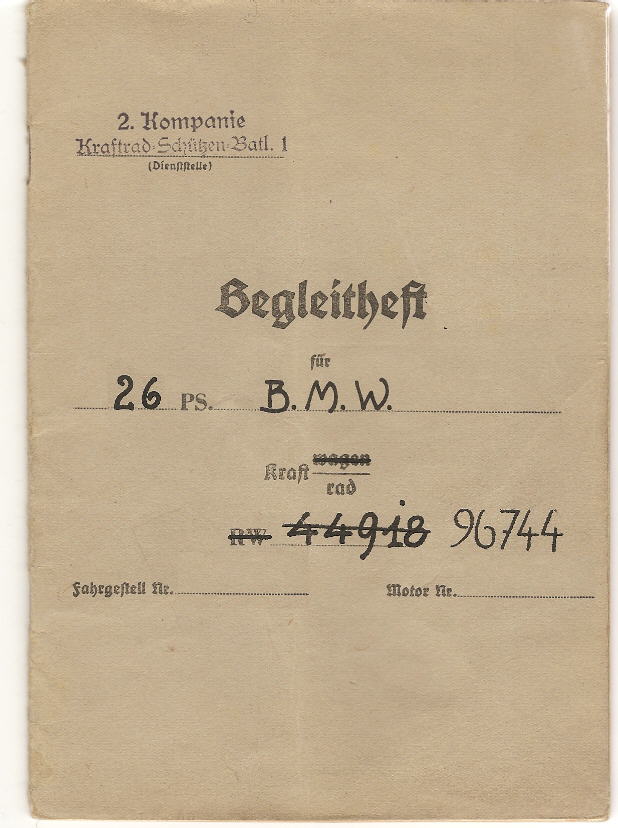 2. Kompanie
Kraftrad-Schützen-Batl. 1
(Dienststelle)
Begleitheft
für
26 PS. B. M. W.
Kraft wagen
rad
RW 44918 96744
Fahrgestell Nr.
Motor Nr.